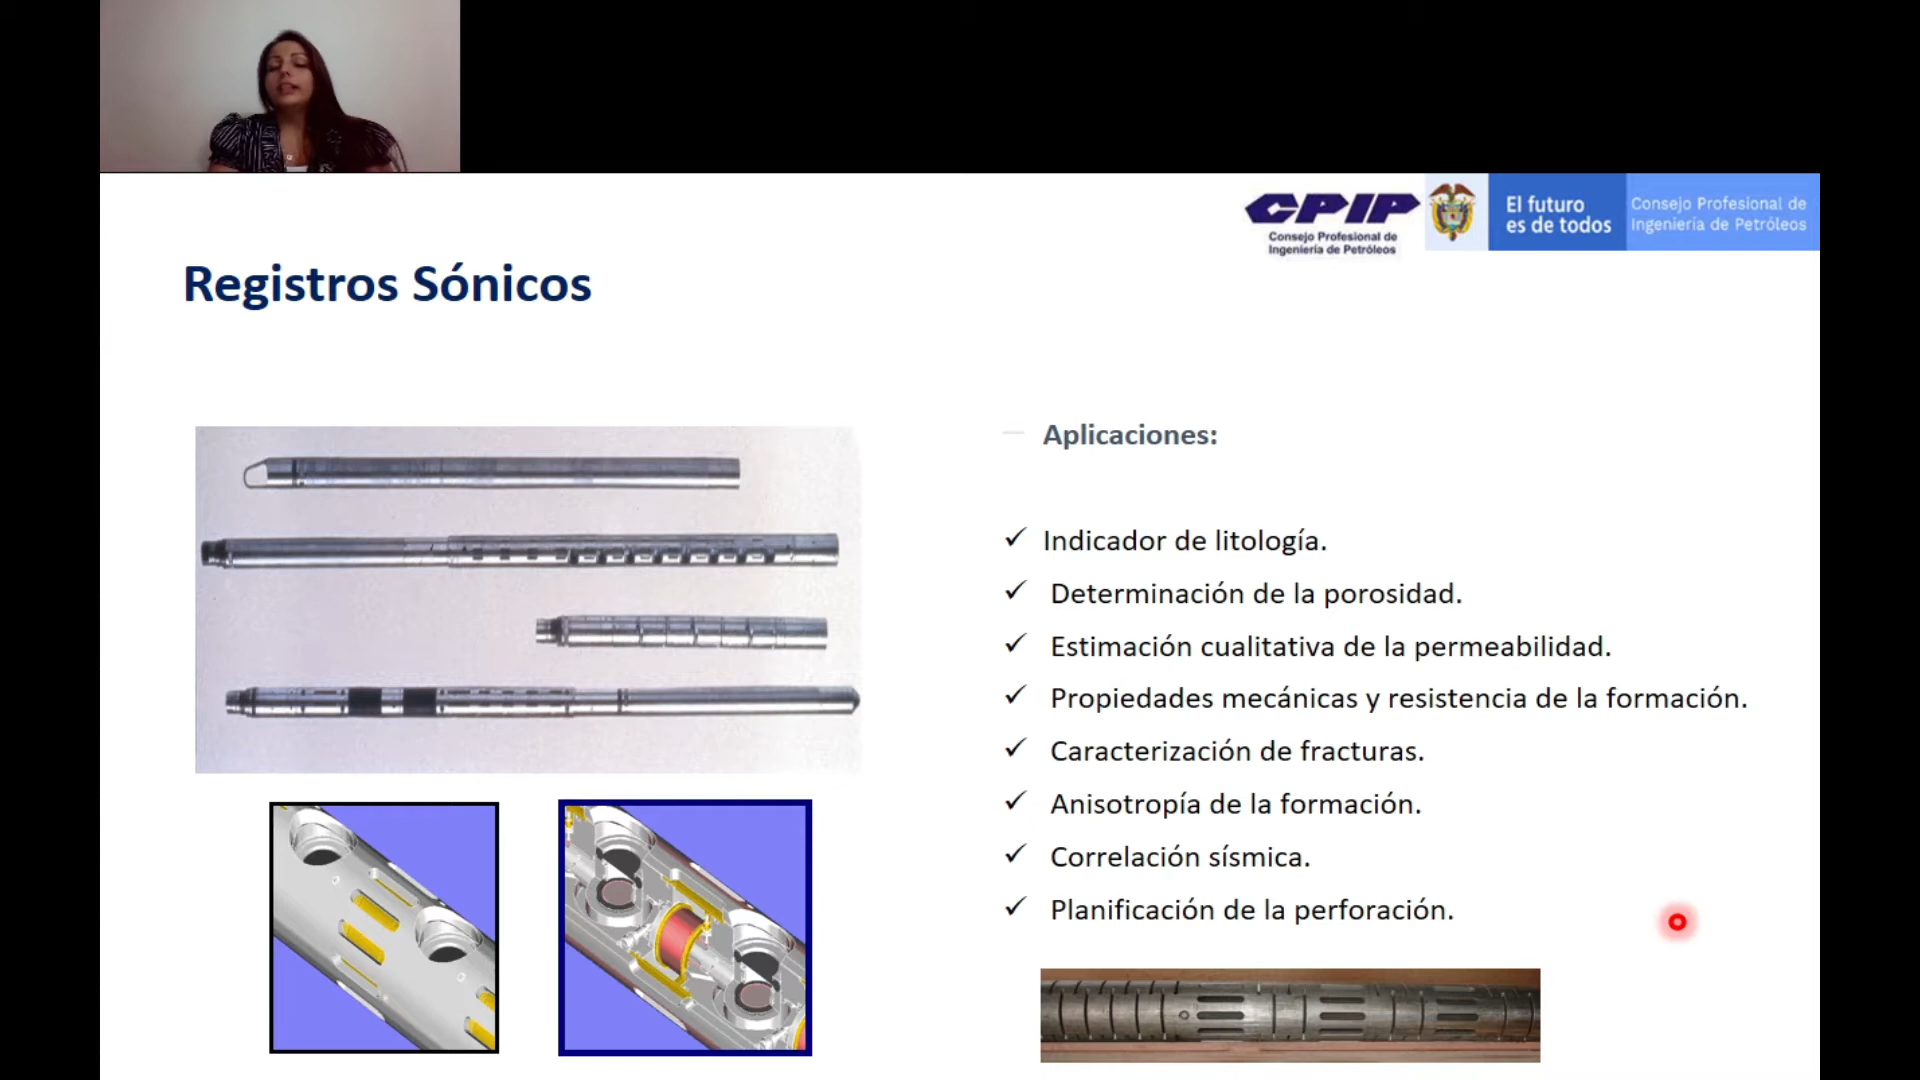 CPIP
Consejo Profesional de
Ingeniería de Petróleos
El futuro
es de todos
Consejo Profesional de
Ingeniería de Petróleos
Registros Sónicos
Aplicaciones:
✓ Indicador de litología.
✓ Determinación de la porosidad.
✓ Estimación cualitativa de la permeabilidad.
✓ Propiedades mecánicas y resistencia de la formación.
✓ Caracterización de fracturas.
✓ Anisotropía de la formación.
✓ Correlación sísmica.
✓ Planificación de la perforación.